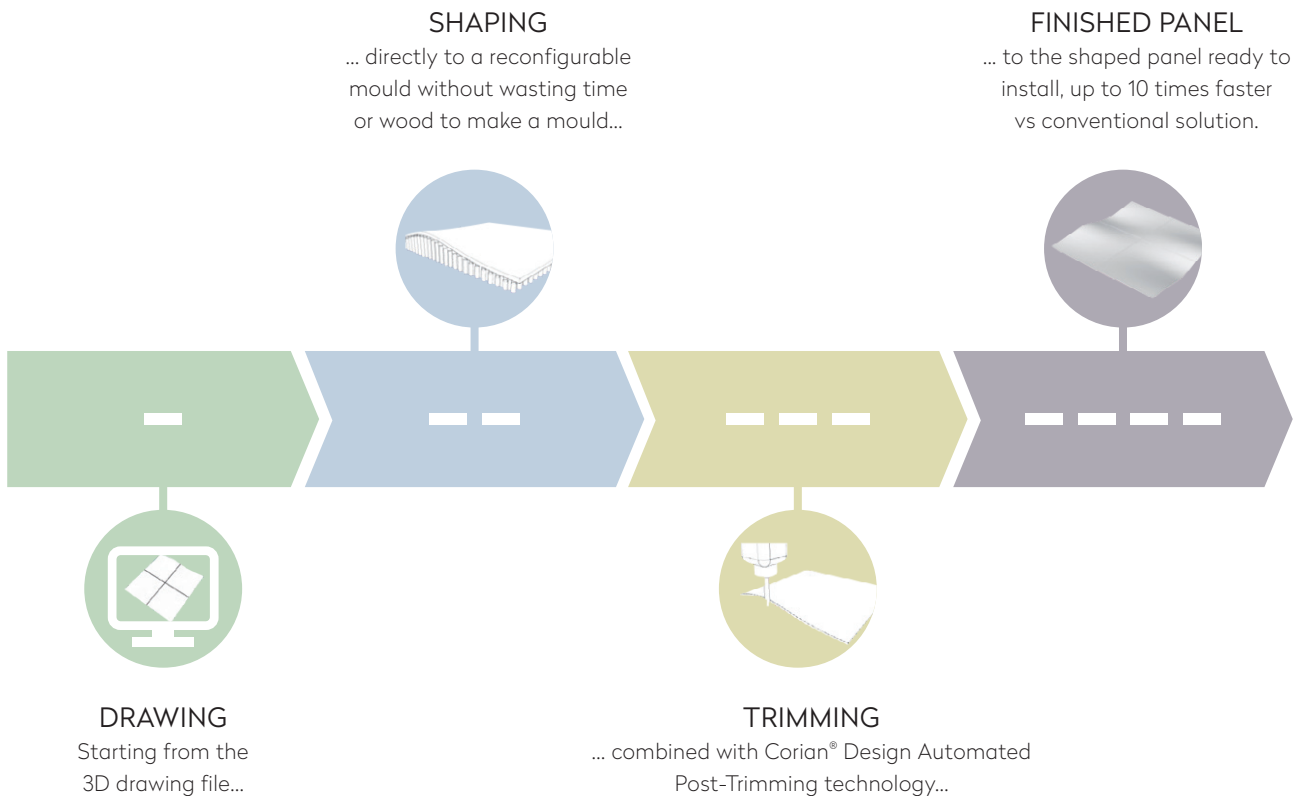 SHAPING
... directly to a reconfigurable
mould without wasting time
or wood to make a mould...
FINISHED PANEL
... to the shaped panel ready to
install, up to 10 times faster
vs conventional solution.
DRAWING
Starting from the
3D drawing file...
TRIMMING
... combined with Corian® Design Automated
Post-Trimming technology...